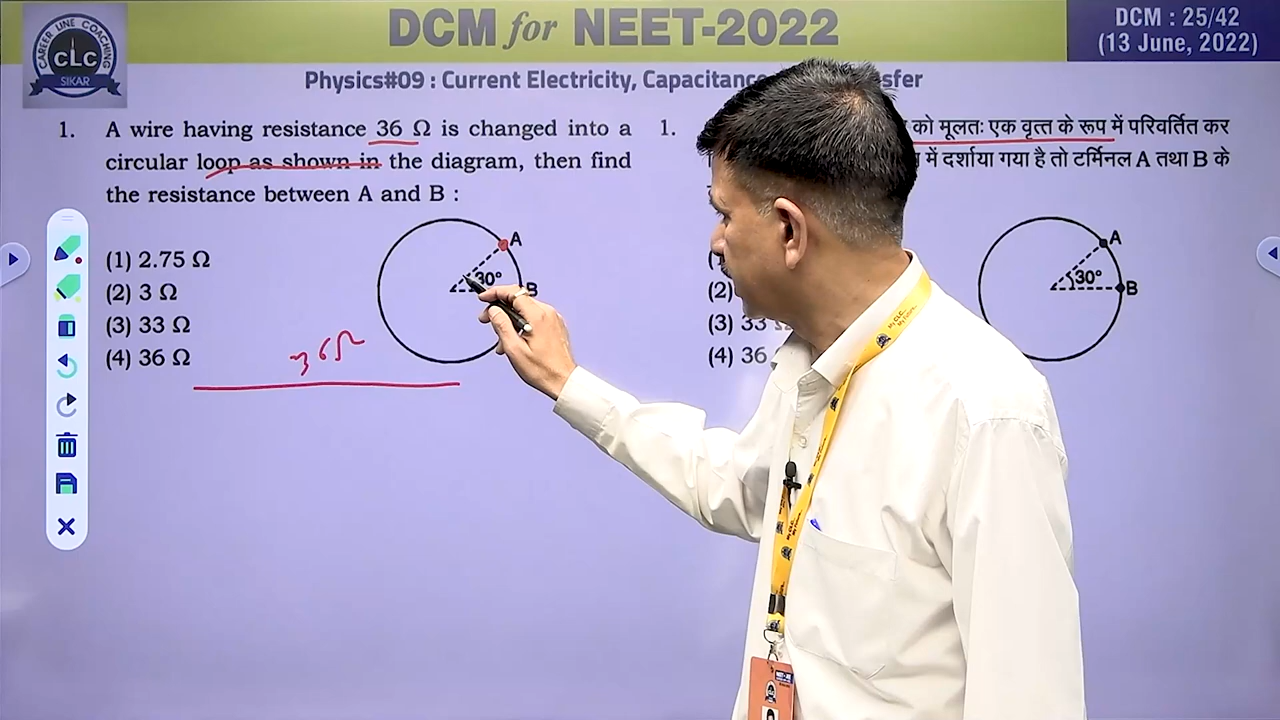 DCM for NEET-2022
DCM : 25/42
(13 June, 2022)
CAREER LINE COACHING
CLC
SIKAR
Physics#09 : Current Electricity,
1. A wire having resistance 36 Ω is changed into a
circular loop as shown in the diagram, then find
the resistance between A and B :
(1) 2.75 Ω
(2) 3 Ω
(3) 33 Ω
(4) 36 Ω
A
30°
B
36Ω
1.
को मूलतः एक वृत्त के रूप में परिवर्तित कर
में दर्शाया गया है तो टर्मिनल A तथा B के
(2)
(3) 33
(4) 36
A
30°
B